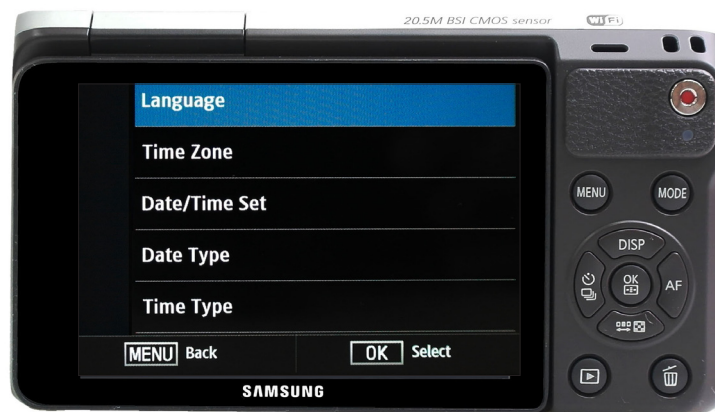 20.5M BSI CMOS sensor
Wi Fi
Language
Time Zone
Date/Time Set
Date Type
Time Type
MENU Back
OK Select
SAMSUNG
MENU
MODE
DISP
OK
AF